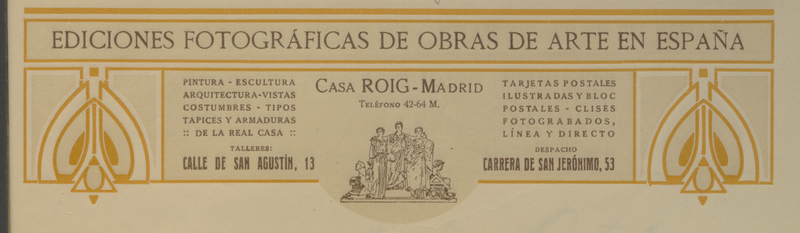 EDICIONES FOTOGRÁFICAS DE OBRAS DE ARTE EN ESPAÑA
PINTURA - ESCULTURA
ARQUITECTURA-VISTAS
COSTUMBRES - TIPOS
TAPICES Y ARMADURAS
:: DE LA REAL CASA ::
TALLERES:
CALLE DE SAN AGUSTÍN, 13
CASA ROIG - MADRID
TELÉFONO 42-64 M.
TARJETAS POSTALES
ILUSTRADAS Y BLOC
POSTALES - CLISÉS
FOTOGRABADOS,
LÍNEA Y DIRECTO
DESPACHO
CARRERA DE SAN JERÓNIMO, 53